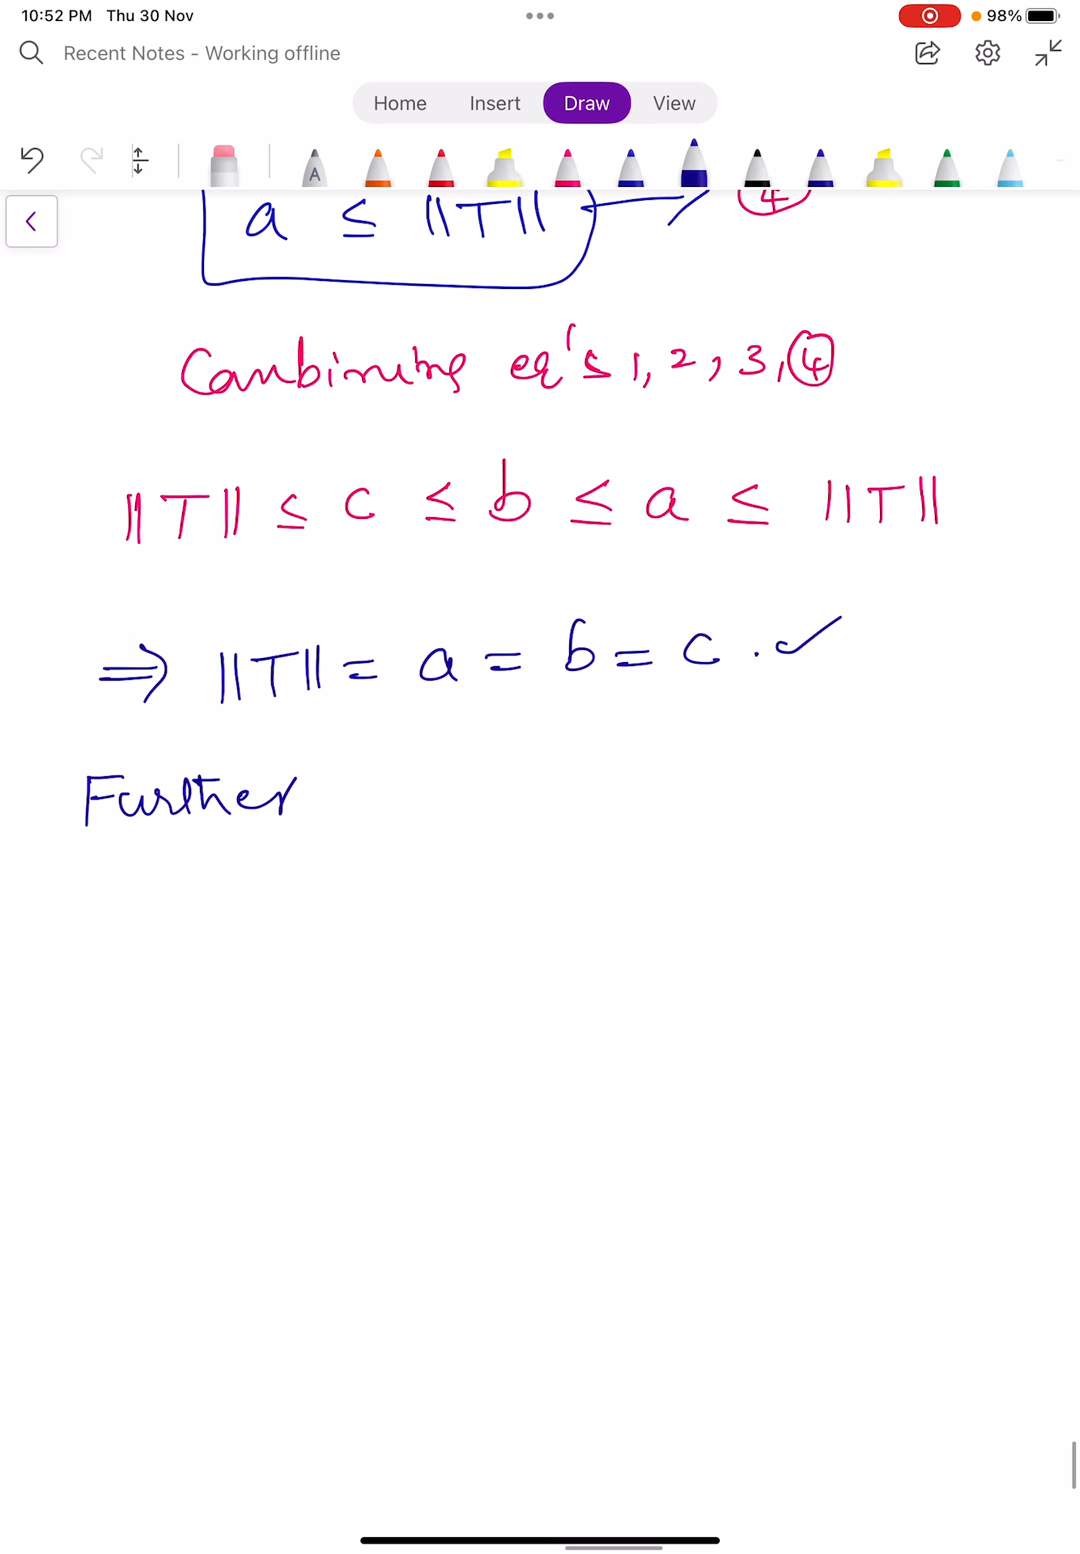 10:52 PM Thu 30 Nov
98%
Recent Notes - Working offline
Home Insert Draw View
A
a ≤ ||T|| → ④
Combining eq's 1, 2, 3, ④
||T|| ≤ c ≤ b ≤ a ≤ ||T||
⇒ ||T|| = a = b = c . ✓
Further